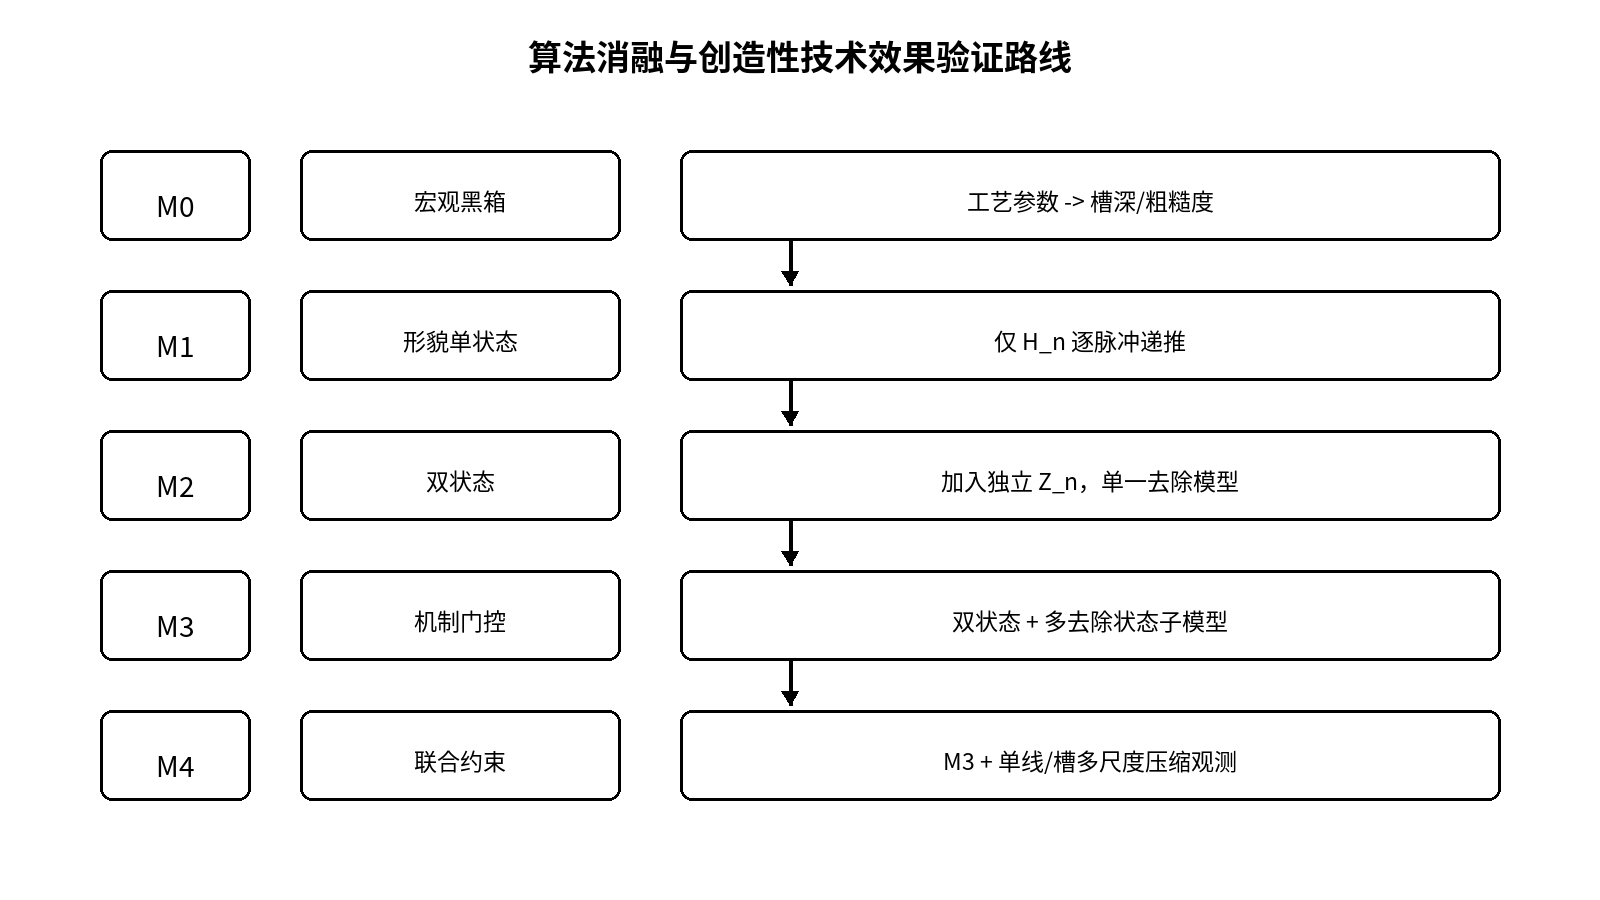 算法消融与创造性技术效果验证路线
M0
宏观黑箱
工艺参数 -> 槽深/粗糙度
M1
形貌单状态
仅 H_n 逐脉冲递推
M2
双状态
加入独立 Z_n，单一去除模型
M3
机制门控
双状态 + 多去除状态子模型
M4
联合约束
M3 + 单线/槽多尺度压缩观测